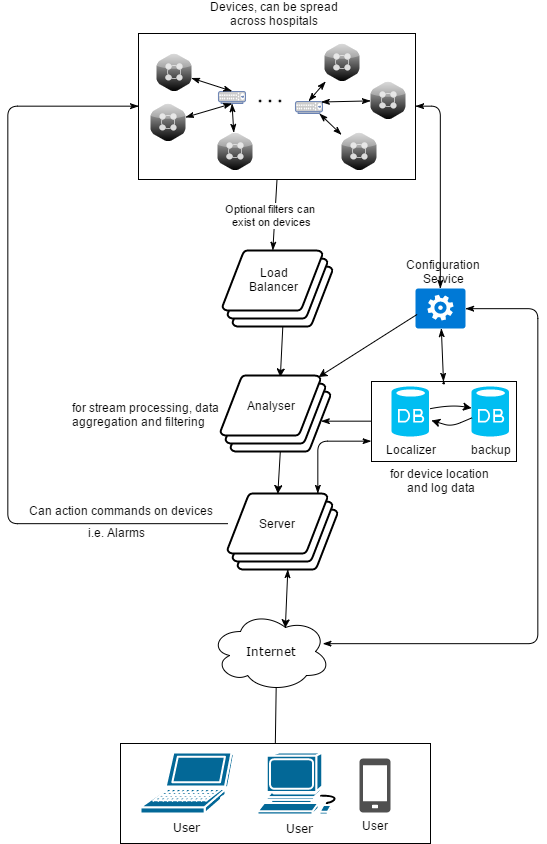 Devices, can be spread
across hospitals
Optional filters can
exist on devices
Load
Balancer
Configuration
Service
Analyser
for stream processing, data
aggregation and filtering
DB
DB
Localizer
backup
for device location
and log data
Can action commands on devices
i.e. Alarms
Server
Internet
User
User
User